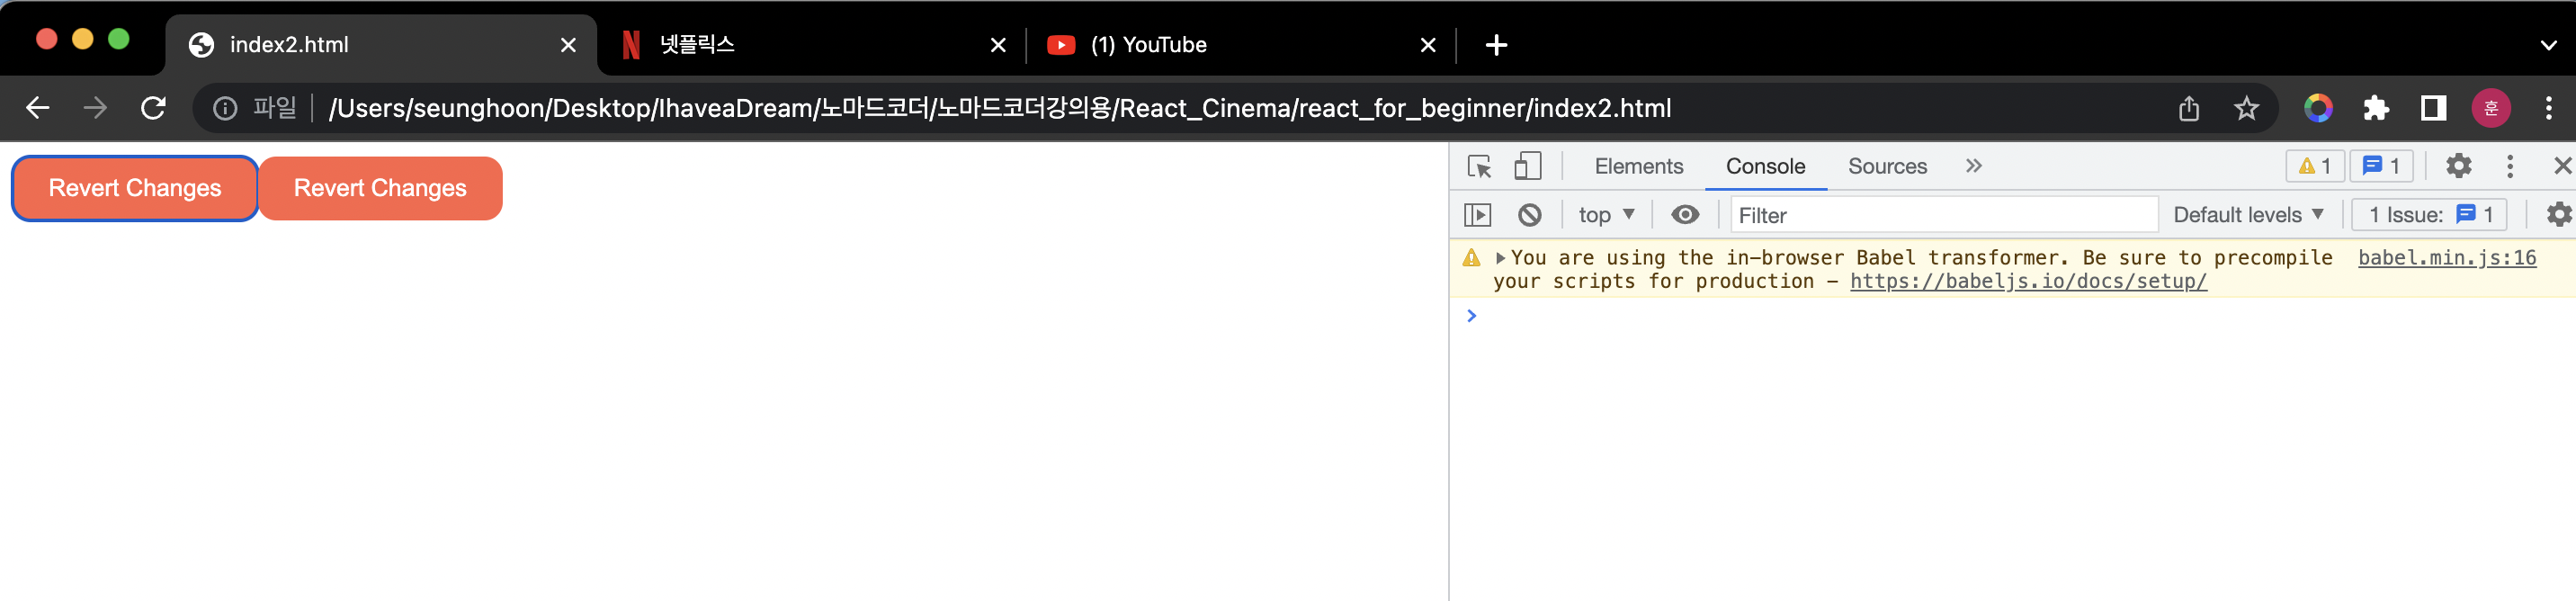 index2.html
넷플릭스
(1) YouTube
파일
/Users/seunghoon/Desktop/IhaveaDream/노마드코더/노마드코더강의용/React_Cinema/react_for_beginner/index2.html
훈
Revert Changes
Revert Changes
Elements
Console
Sources
1
1
top
Filter
Default levels
1 Issue: 1
You are using the in-browser Babel transformer. Be sure to precompile babel.min.js:16
your scripts for production – https://babeljs.io/docs/setup/